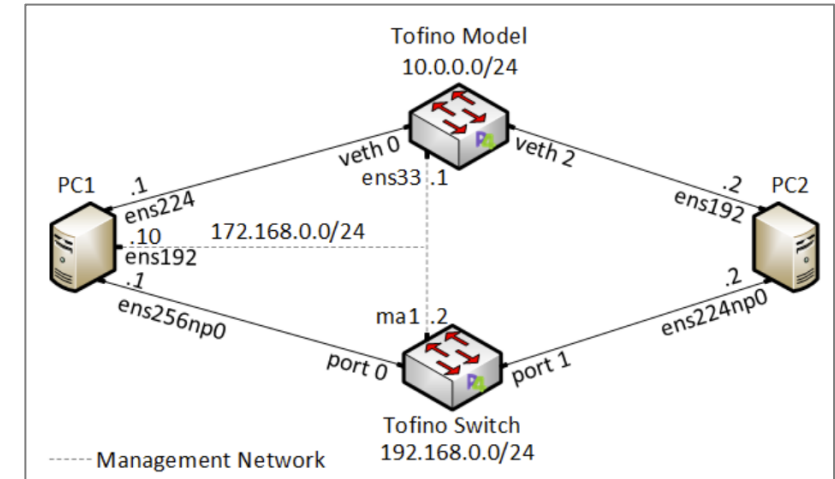 Tofino Model
10.0.0.0/24
veth 0
veth 2
ens33 .1
PC1
.1
ens224
.2
ens192
PC2
.10
172.168.0.0/24
ens192
.1
ens256np0
.2
ens224np0
ma1 .2
port 0
port 1
P4
P4
Tofino Switch
192.168.0.0/24
Management Network